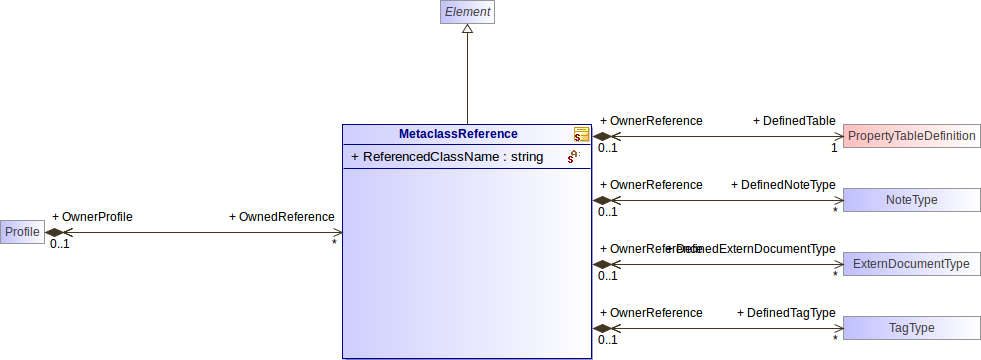 Element
MetaclassReference
+ ReferencedClassName : string
+ OwnerReference
+ DefinedTable
0..1
1
PropertyTableDefinition
+ OwnerReference
+ DefinedNoteType
0..1
*
NoteType
Profile
+ OwnerProfile
+ OwnedReference
0..1
*
+ OwnerReference
+ DefinedExternDocumentType
0..1
*
ExternDocumentType
+ OwnerReference
+ DefinedTagType
0..1
*
TagType